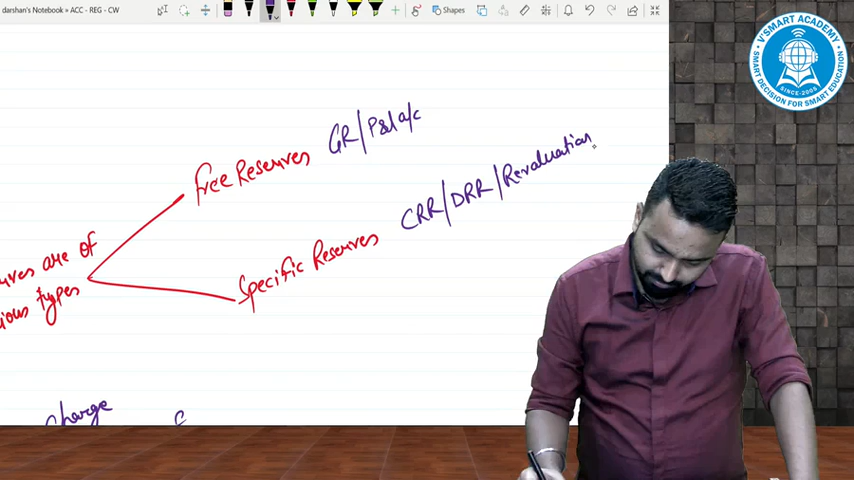 darshan's Notebook » ACC - REG - CW
Shapes
V'SMART ACADEMY
SINCE-2005
SMART DECISION FOR SMART EDUCATION
Free Reserves GR/P&L a/c
Specific Reserves CRR/DRR/Revaluation
rves are of
ious types
Charge